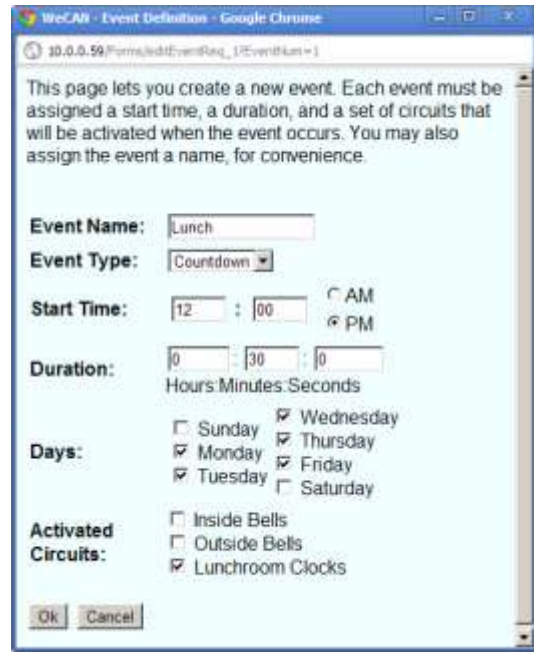 WeCAN - Event Definition - Google Chrome
10.0.0.59/Forms/editEventReq_1?EventNum=1
This page lets you create a new event. Each event must be
assigned a start time, a duration, and a set of circuits that
will be activated when the event occurs. You may also
assign the event a name, for convenience.
Event Name: Lunch
Event Type: Countdown
Start Time: 12 : 00 AM
PM
Duration: 0 : 30 : 0
Hours:Minutes:Seconds
Days:
Sunday
Monday
Tuesday
Wednesday
Thursday
Friday
Saturday
Activated
Circuits:
Inside Bells
Outside Bells
Lunchroom Clocks
Ok Cancel